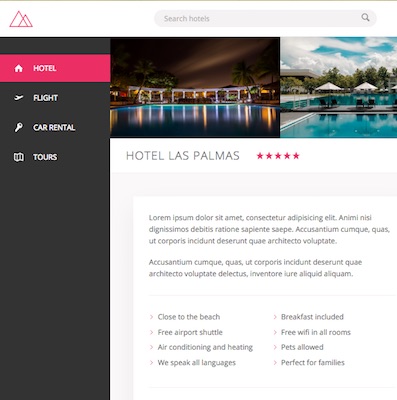 Search hotels
HOTEL
FLIGHT
CAR RENTAL
TOURS
HOTEL LAS PALMAS
Lorem ipsum dolor sit amet, consectetur adipisicing elit. Animi nisi
dignissimos debitis ratione sapiente saepe. Accusantium cumque, quas,
ut corporis incidunt deserunt quae architecto voluptate.
Accusantium cumque, quas, ut corporis incidunt deserunt quae
architecto voluptate delectus, inventore iure aliquid aliquam.
Close to the beach
Breakfast included
Free airport shuttle
Free wifi in all rooms
Air conditioning and heating
Pets allowed
We speak all languages
Perfect for families